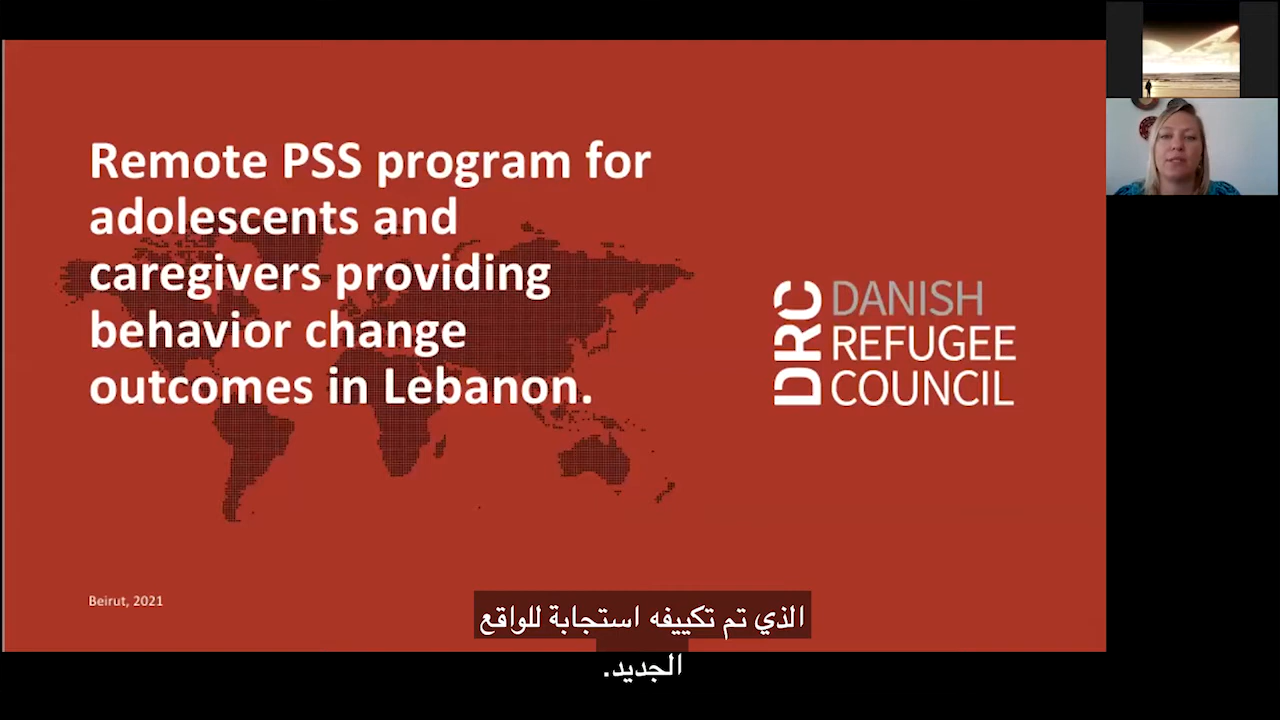 Remote PSS program for
adolescents and
caregivers providing
behavior change
outcomes in Lebanon.
DRC DANISH
REFUGEE
COUNCIL
Beirut, 2021
الذي تم تكييفه استجابة للواقع
الجديد.